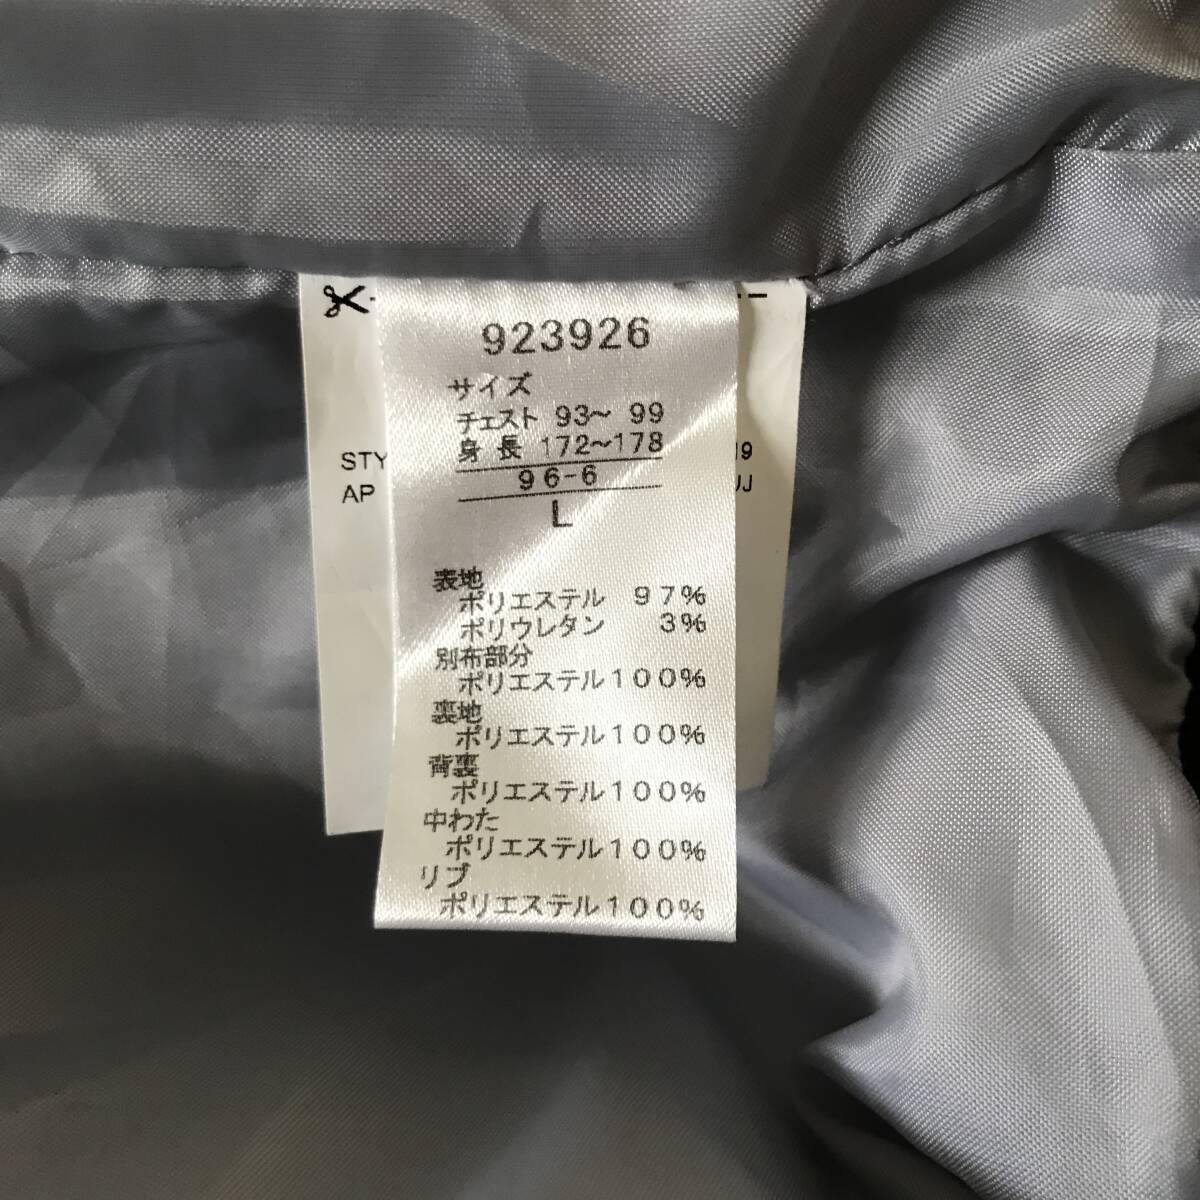 923926
サイズ
チェスト 93～ 99
身 長 172～178
96-6
L
表地
ポリエステル 97%
ポリウレタン 3%
別布部分
ポリエステル100%
裏地
ポリエステル100%
背裏
ポリエステル100%
中わた
ポリエステル100%
リブ
ポリエステル100%
STY
AP